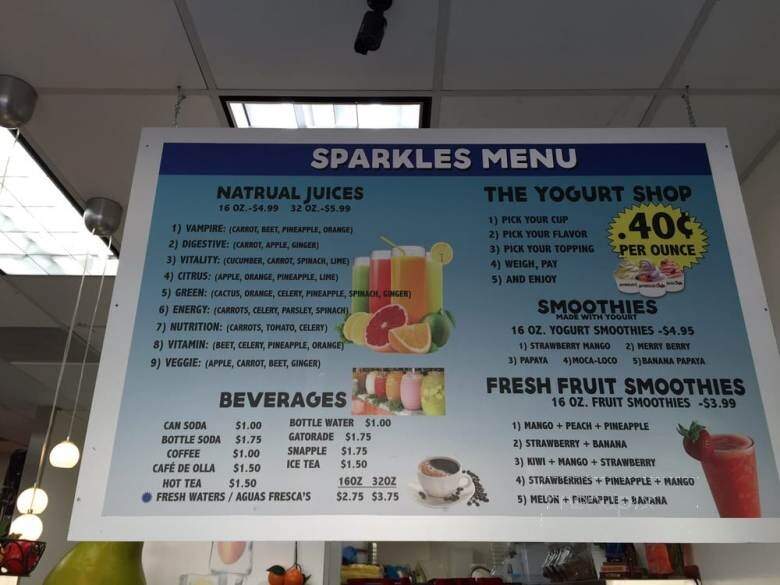 SPARKLES MENU
NATRUAL JUICES
16 OZ.-$4.99 32 OZ.-$5.99
1) VAMPIRE: (CARROT, BEET, PINEAPPLE, ORANGE)
2) DIGESTIVE: (CARROT, APPLE, GINGER)
3) VITALITY: (CUCUMBER, CARROT, SPINACH, LIME)
4) CITRUS: (APPLE, ORANGE, PINEAPPLE, LIME)
5) GREEN: (CACTUS, ORANGE, CELERY, PINEAPPLE, SPINACH, GINGER)
6) ENERGY: (CARROTS, CELERY, PARSLEY, SPINACH)
7) NUTRITION: (CARROTS, TOMATO, CELERY)
8) VITAMIN: (BEET, CELERY, PINEAPPLE, ORANGE)
9) VEGGIE: (APPLE, CARROT, BEET, GINGER)
BEVERAGES
CAN SODA $1.00
BOTTLE SODA $1.75
COFFEE $1.00
CAFÉ DE OLLA $1.50
HOT TEA $1.50
BOTTLE WATER $1.00
GATORADE $1.75
SNAPPLE $1.75
ICE TEA $1.50
16OZ 32OZ
FRESH WATERS / AGUAS FRESCA'S $2.75 $3.75
THE YOGURT SHOP
1) PICK YOUR CUP
2) PICK YOUR FLAVOR
3) PICK YOUR TOPPING
4) WEIGH, PAY
5) AND ENJOY
.40¢
PER OUNCE
SMOOTHIES
MADE WITH YOGURT
16 OZ. YOGURT SMOOTHIES -$4.95
1) STRAWBERRY MANGO 2) MERRY BERRY
3) PAPAYA 4)MOCA-LOCO 5)BANANA PAPAYA
FRESH FRUIT SMOOTHIES
16 OZ. FRUIT SMOOTHIES -$3.99
1) MANGO + PEACH + PINEAPPLE
2) STRAWBERRY + BANANA
3) KIWI + MANGO + STRAWBERRY
4) STRAWBERRIES + PINEAPPLE + MANGO
5) MELON + PINEAPPLE + BANANA